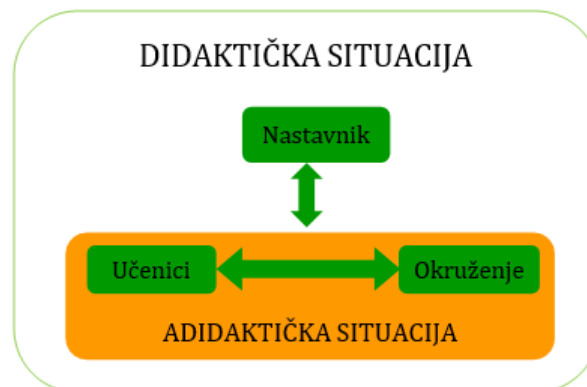 DIDAKTIČKA SITUACIJA
Nastavnik
Učenici
Okruženje
ADIDAKTIČKA SITUACIJA